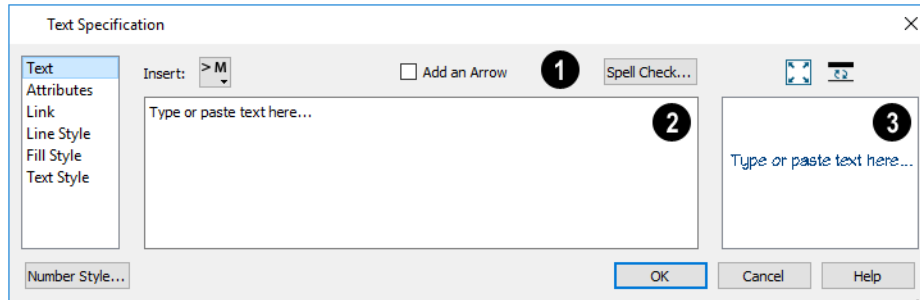 Text Specification
Text
Attributes
Link
Line Style
Fill Style
Text Style
Insert: > M
Add an Arrow
1
Spell Check...
Type or paste text here...
2
3
Type or paste text here...
Number Style...
OK
Cancel
Help